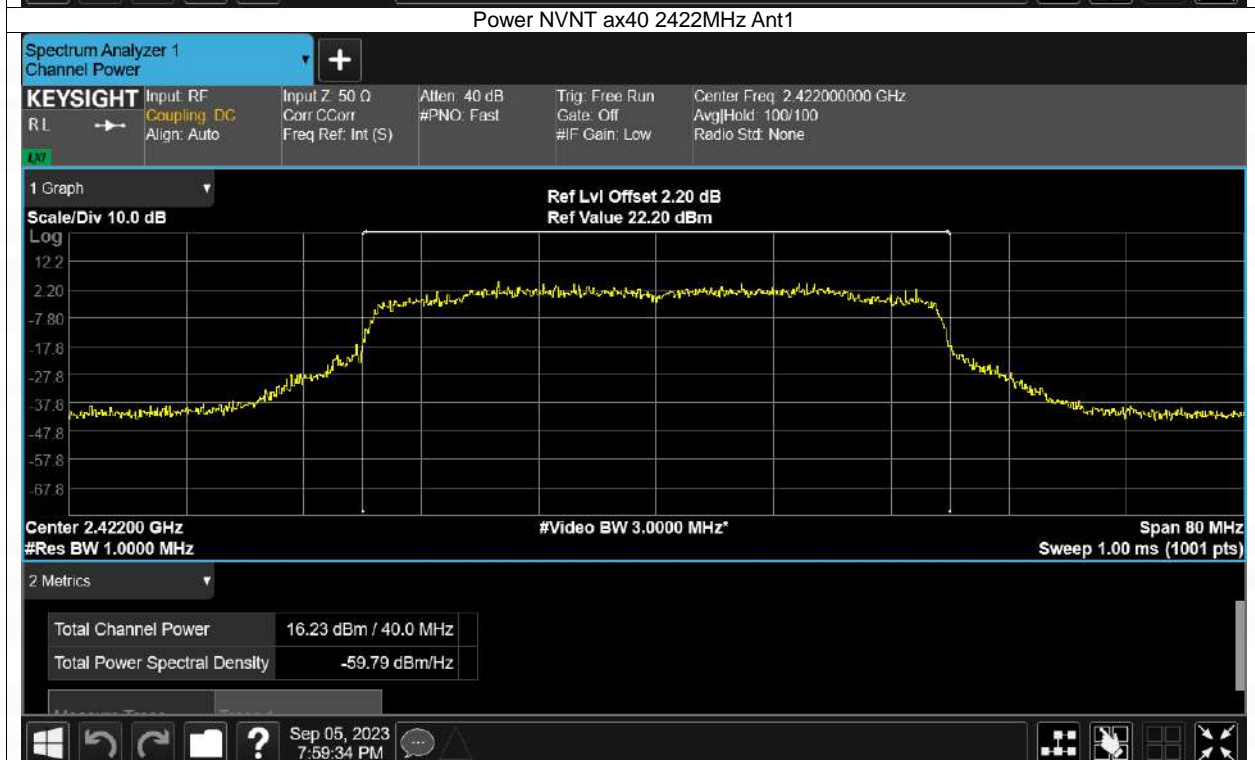 Power NVNT ax40 2422MHz Ant1
Spectrum Analyzer 1
Channel Power
+
KEYSIGHT
RL
LXI
Input: RF
Coupling: DC
Align: Auto
Input Z: 50 Ω
Corr CCorr
Freq Ref: Int (S)
Atten: 40 dB
#PNO: Fast
Trig: Free Run
Gate: Off
#IF Gain: Low
Center Freq: 2.422000000 GHz
Avg|Hold: 100/100
Radio Std: None
1 Graph
Ref Lvl Offset 2.20 dB
Scale/Div 10.0 dB
Ref Value 22.20 dBm
Log
12.2
2.20
-7.80
-17.8
-27.8
-37.8
-47.8
-57.8
-67.8
Center 2.42200 GHz
#Video BW 3.0000 MHz*
Span 80 MHz
#Res BW 1.0000 MHz
Sweep 1.00 ms (1001 pts)
2 Metrics
Total Channel Power 16.23 dBm / 40.0 MHz
Total Power Spectral Density -59.79 dBm/Hz
?
Sep 05, 2023
7:59:34 PM